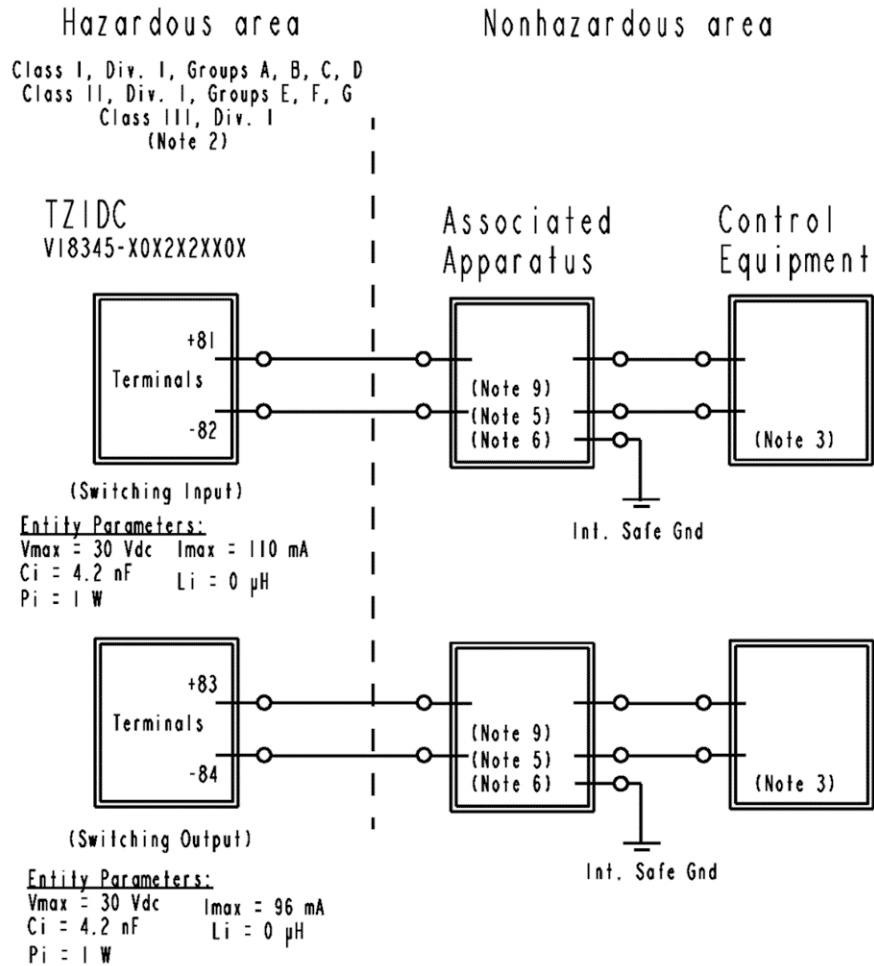 Hazardous area
Nonhazardous area
Class I, Div. I, Groups A, B, C, D
Class II, Div. I, Groups E, F, G
Class III, Div. I
(Note 2)
TZIDC
V18345-X0X2X2XX0X
Associated
Apparatus
Control
Equipment
+81
Terminals
-82
(Note 9)
(Note 5)
(Note 6)
(Note 3)
(Switching Input)
Int. Safe Gnd
Entity Parameters:
Vmax = 30 Vdc Imax = 110 mA
Ci = 4.2 nF Li = 0 µH
Pi = 1 W
+83
Terminals
-84
(Note 9)
(Note 5)
(Note 6)
(Note 3)
(Switching Output)
Int. Safe Gnd
Entity Parameters:
Vmax = 30 Vdc Imax = 96 mA
Ci = 4.2 nF Li = 0 µH
Pi = 1 W